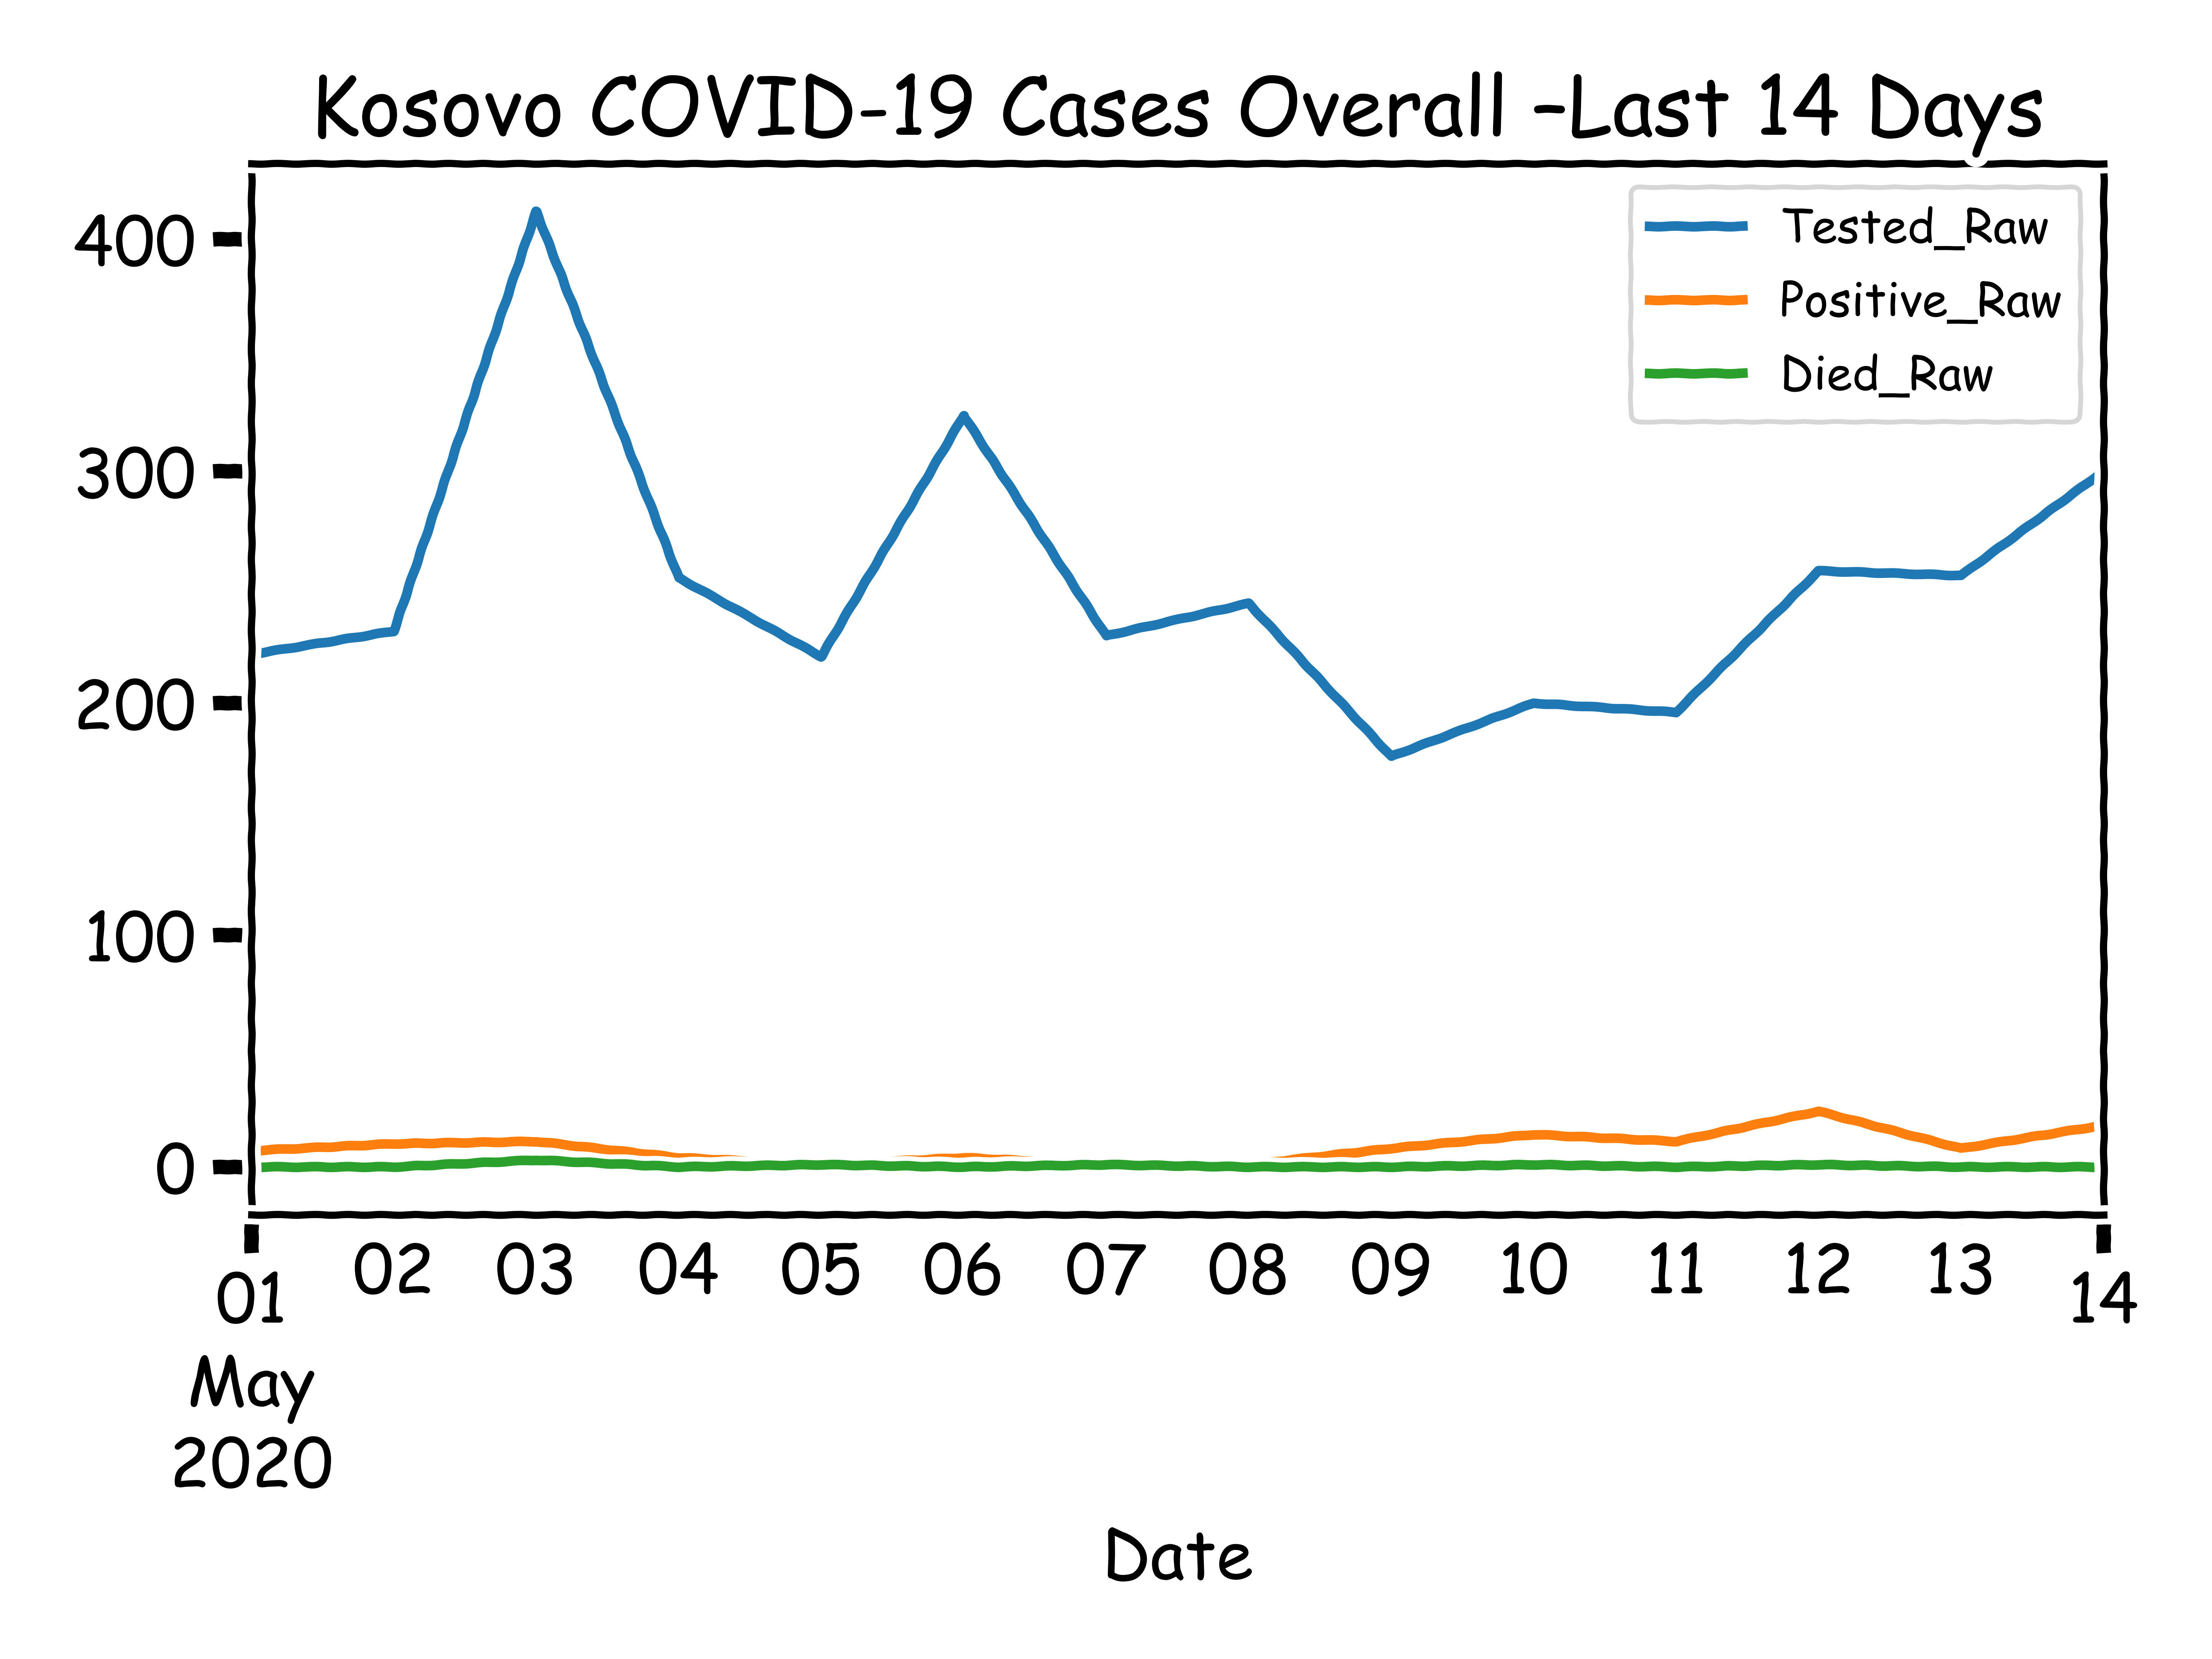 Kosovo COVID-19 Cases Overall -Last 14 Days
Tested_Raw
Positive_Raw
Died_Raw
400
300
200
100
0
01 02 03 04 05 06 07 08 09 10 11 12 13 14
May
2020
Date